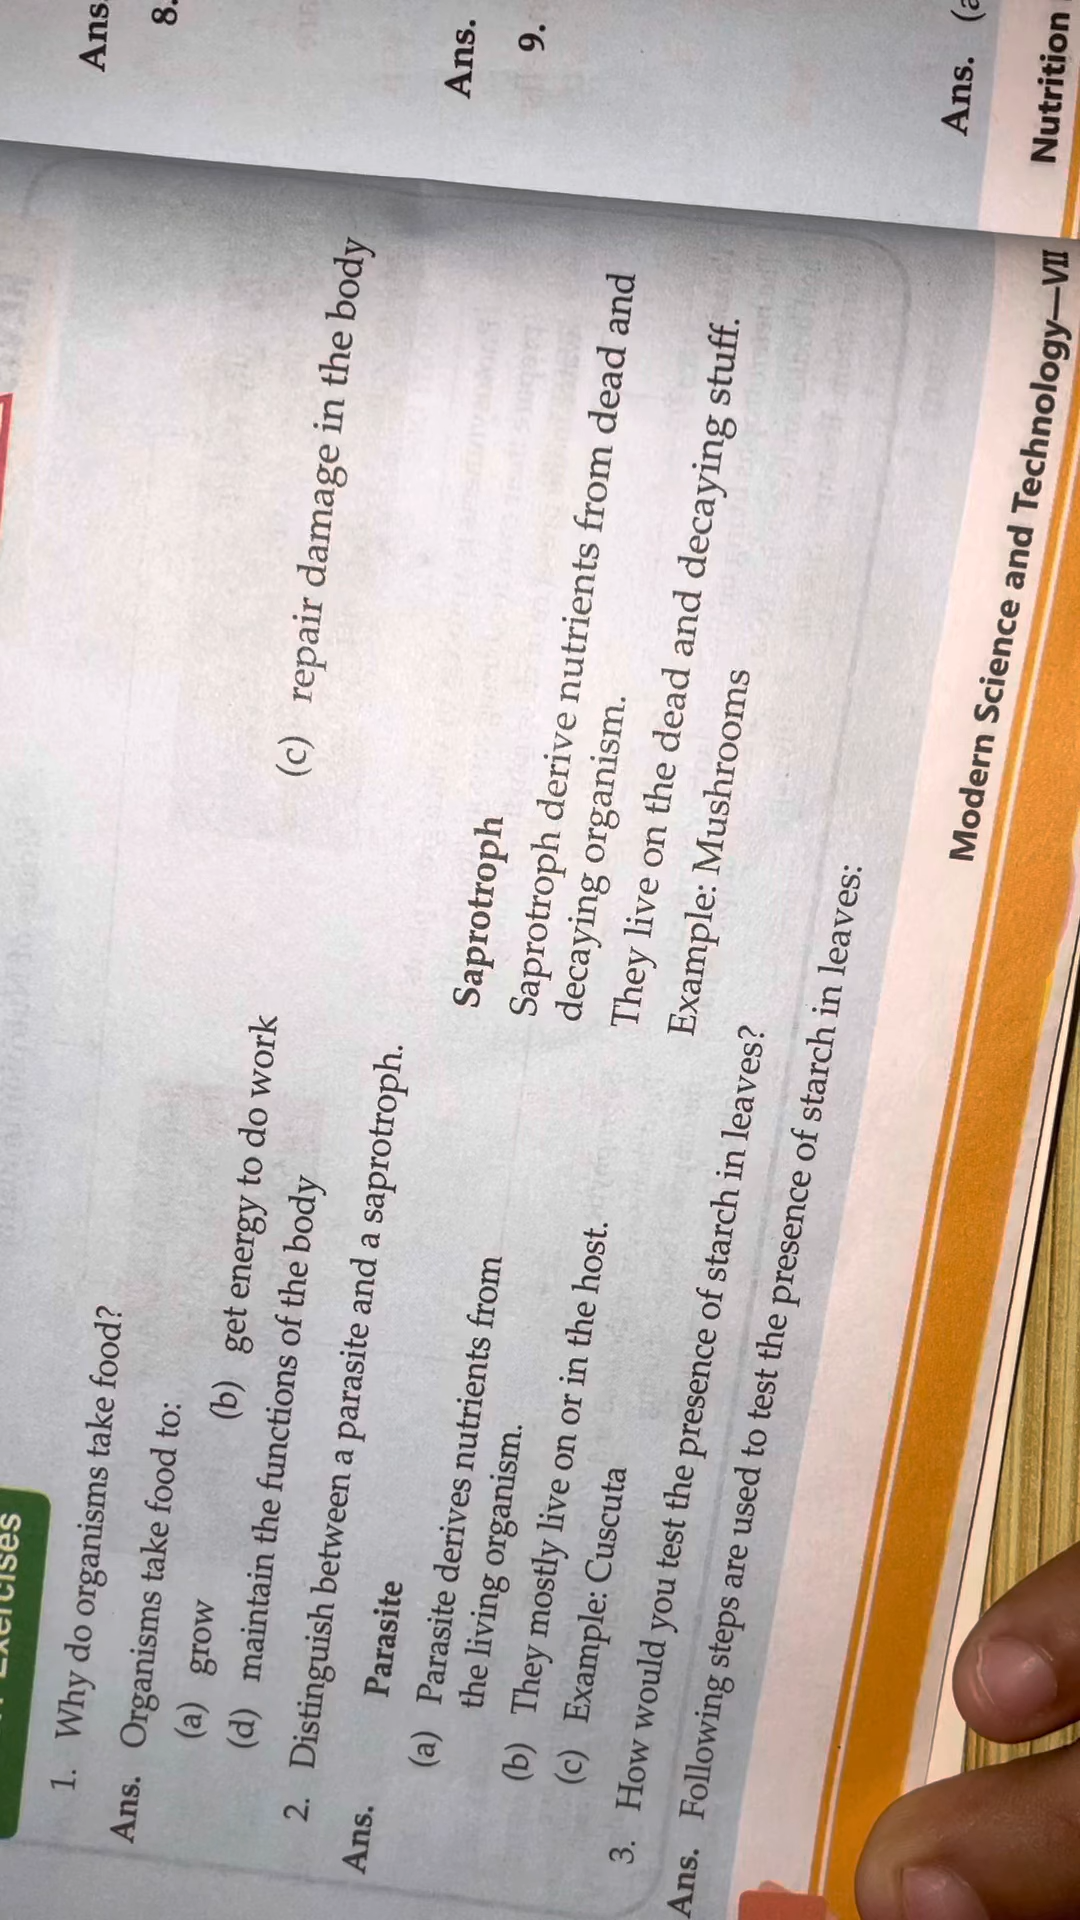 Exercises
1. Why do organisms take food?
Ans. Organisms take food to:
(a) grow (b) get energy to do work (c) repair damage in the body
(d) maintain the functions of the body
2. Distinguish between a parasite and a saprotroph.
Ans.
Parasite Saprotroph
(a) Parasite derives nutrients from Saprotroph derive nutrients from dead and
the living organism. decaying organism.
(b) They mostly live on or in the host. They live on the dead and decaying stuff.
(c) Example: Cuscuta Example: Mushrooms
3. How would you test the presence of starch in leaves?
Ans. Following steps are used to test the presence of starch in leaves:
Modern Science and Technology—VII
Ans.
8.
Ans.
9.
Ans. (a
Nutrition